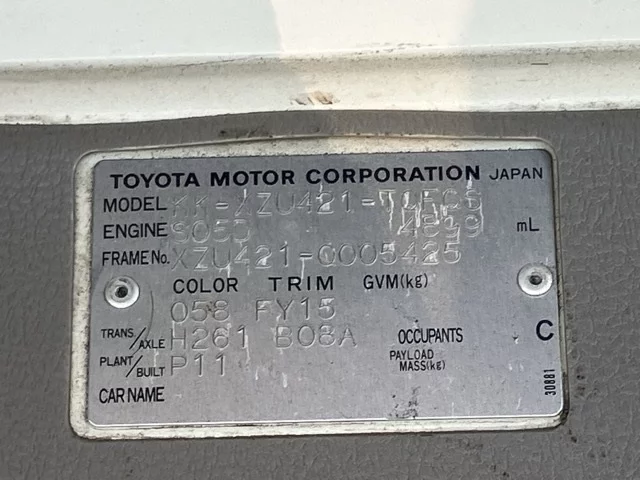 TOYOTA MOTOR CORPORATION JAPAN
MODEL KK-XZU421-
ENGINE S05D 4899 mL
FRAME No. XZU421-0005425
COLOR TRIM GVM(kg)
058 FY15
TRANS./AXLE H261 B08A OCCUPANTS C
PLANT/BUILT P11 PAYLOAD MASS(kg)
CAR NAME
30881